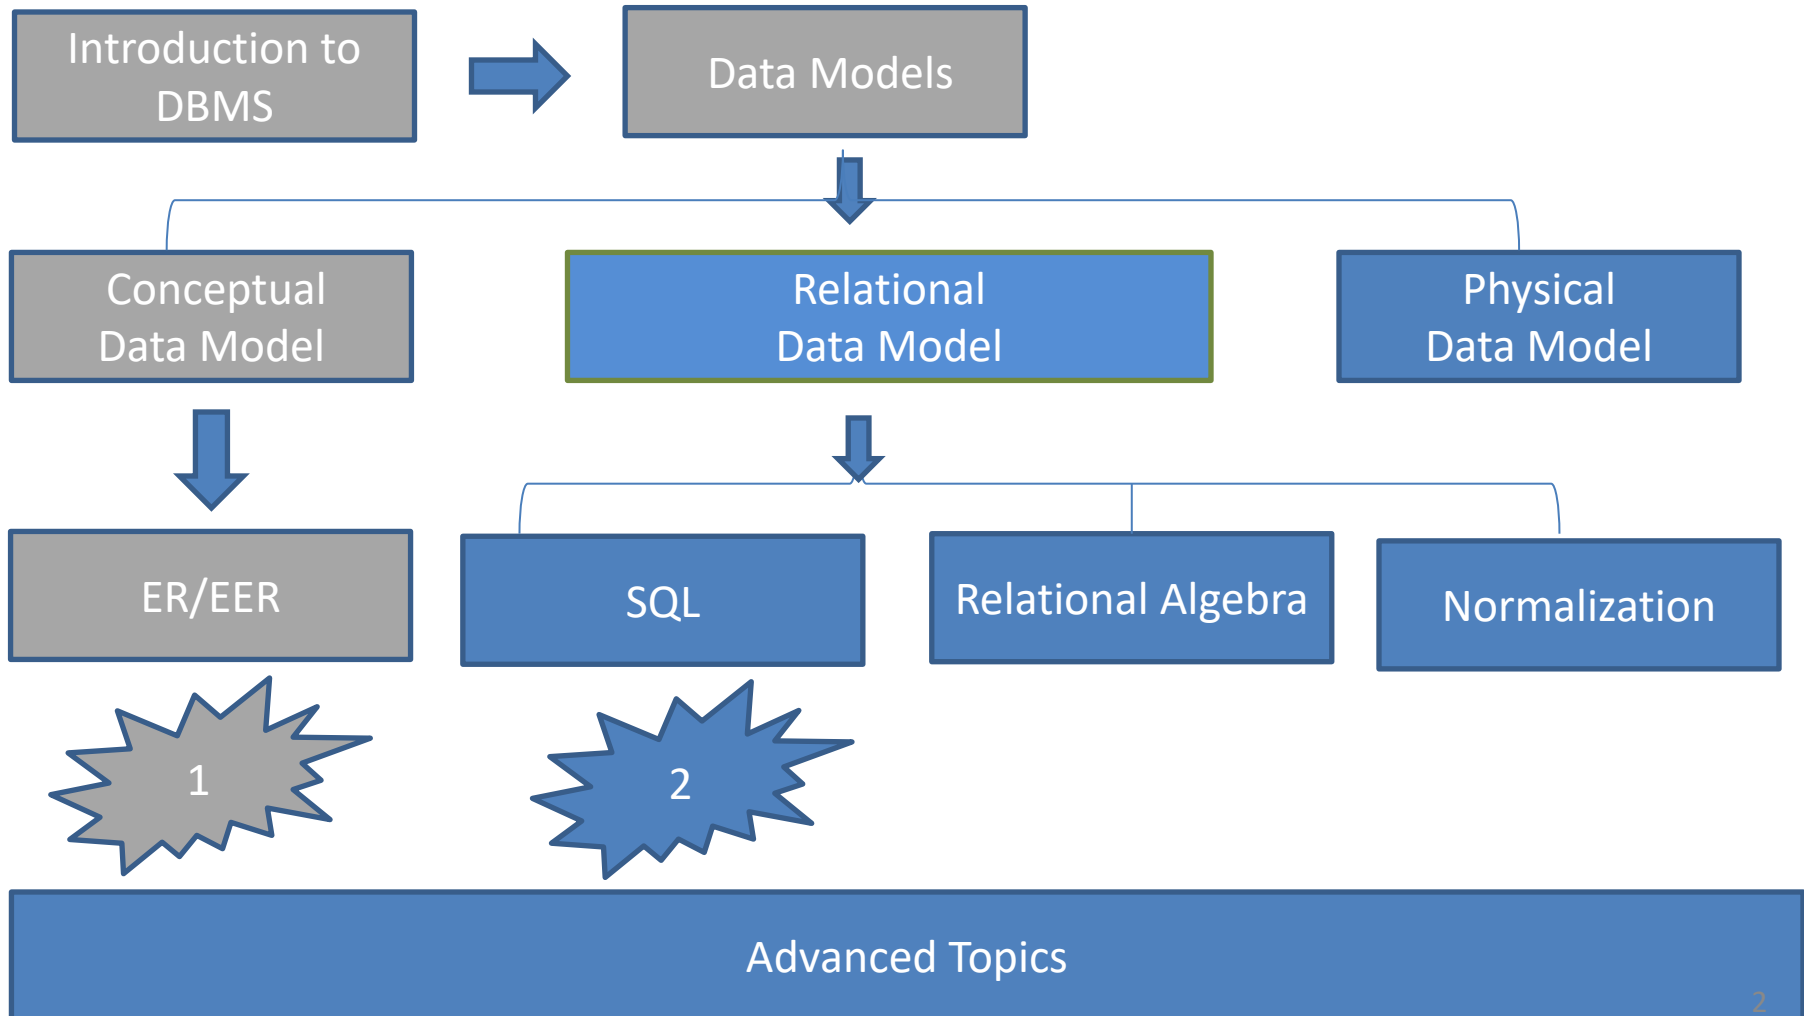 Introduction to
DBMS
Data Models
Conceptual
Data Model
Relational
Data Model
Physical
Data Model
ER/EER
SQL
Relational Algebra
Normalization
1
2
Advanced Topics
2